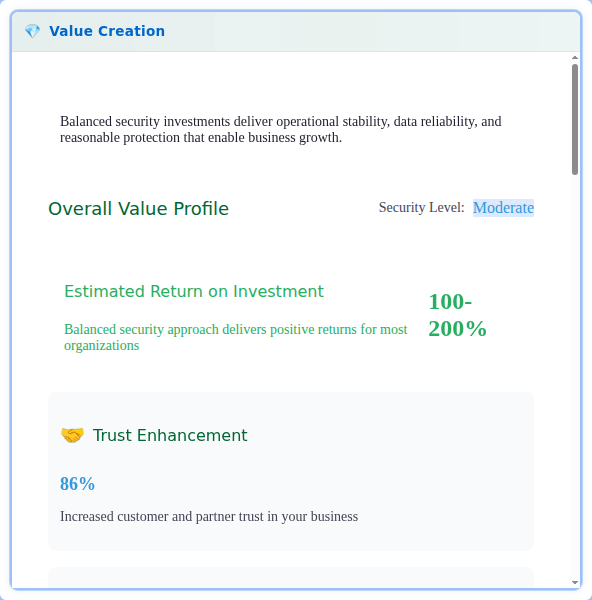 💎 Value Creation
Balanced security investments deliver operational stability, data reliability, and
reasonable protection that enable business growth.
Overall Value Profile
Security Level: Moderate
Estimated Return on Investment
100-
200%
Balanced security approach delivers positive returns for most
organizations
🤝 Trust Enhancement
86%
Increased customer and partner trust in your business